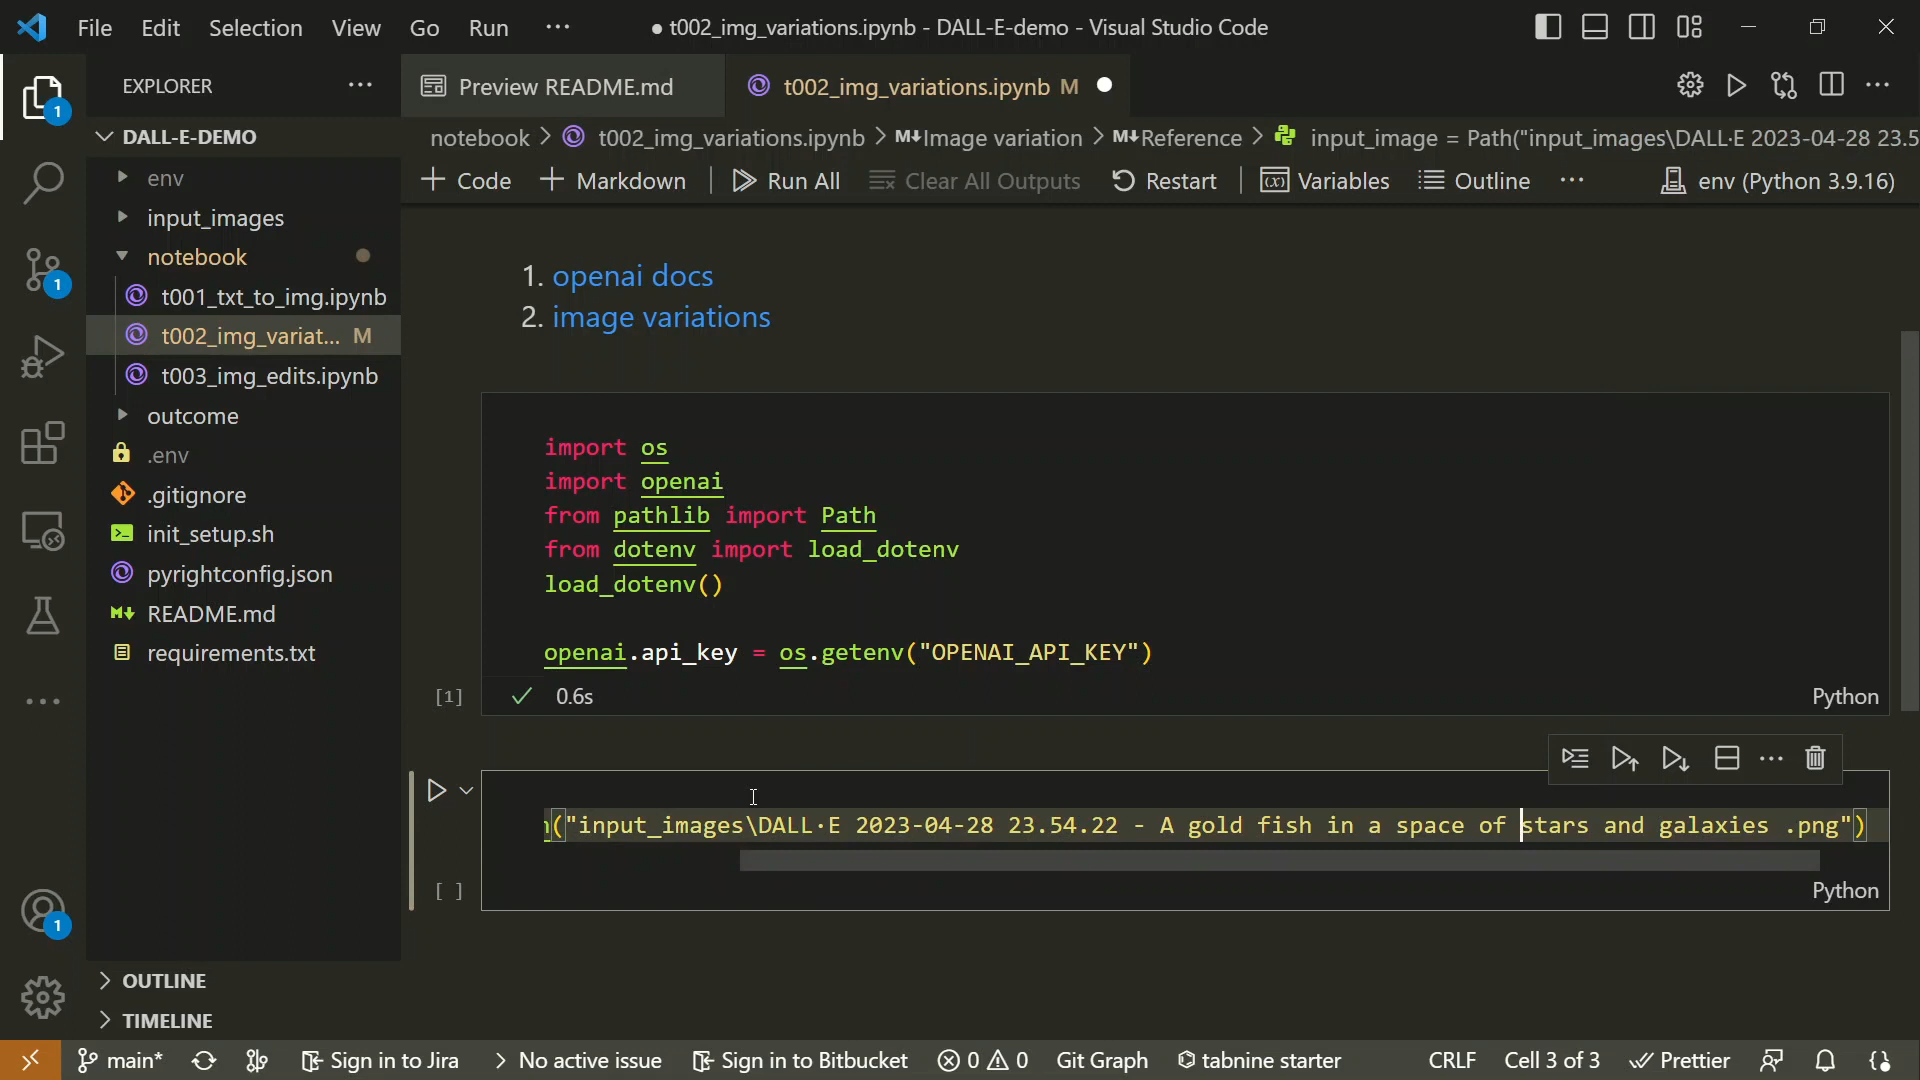 File Edit Selection View Go Run ··· ● t002_img_variations.ipynb - DALL-E-demo - Visual Studio Code
EXPLORER ···
Preview README.md
t002_img_variations.ipynb M
1
DALL-E-DEMO
notebook > t002_img_variations.ipynb > M↓Image variation > M↓Reference > input_image = Path("input_images\DALL·E 2023-04-28 23.5
+ Code + Markdown | Run All Clear All Outputs Restart | Variables Outline ··· env (Python 3.9.16)
env
input_images
notebook
t001_txt_to_img.ipynb
t002_img_variat... M
t003_img_edits.ipynb
outcome
.env
.gitignore
init_setup.sh
pyrightconfig.json
M↓ README.md
requirements.txt
1
1. openai docs
2. image variations
import os
import openai
from pathlib import Path
from dotenv import load_dotenv
load_dotenv()
openai.api_key = os.getenv("OPENAI_API_KEY")
[1] ✓ 0.6s Python
("input_images\DALL·E 2023-04-28 23.54.22 - A gold fish in a space of stars and galaxies .png")
[ ] Python
1
OUTLINE
TIMELINE
main* Sign in to Jira > No active issue Sign in to Bitbucket 0 0 Git Graph tabnine starter CRLF Cell 3 of 3 Prettier